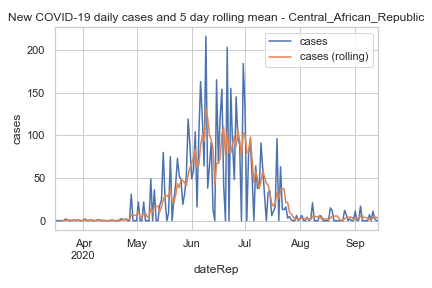 New COVID-19 daily cases and 5 day rolling mean - Central_African_Republic
cases
cases (rolling)
200
150
100
50
0
cases
Apr
2020
May
Jun
Jul
Aug
Sep
dateRep